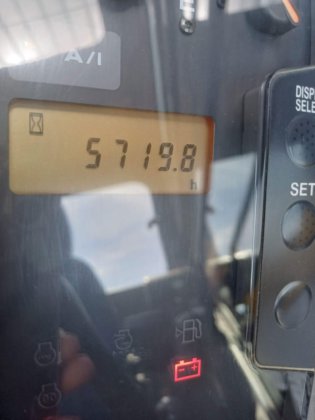 A/I
5719.8
h
DISP
SELE
SET